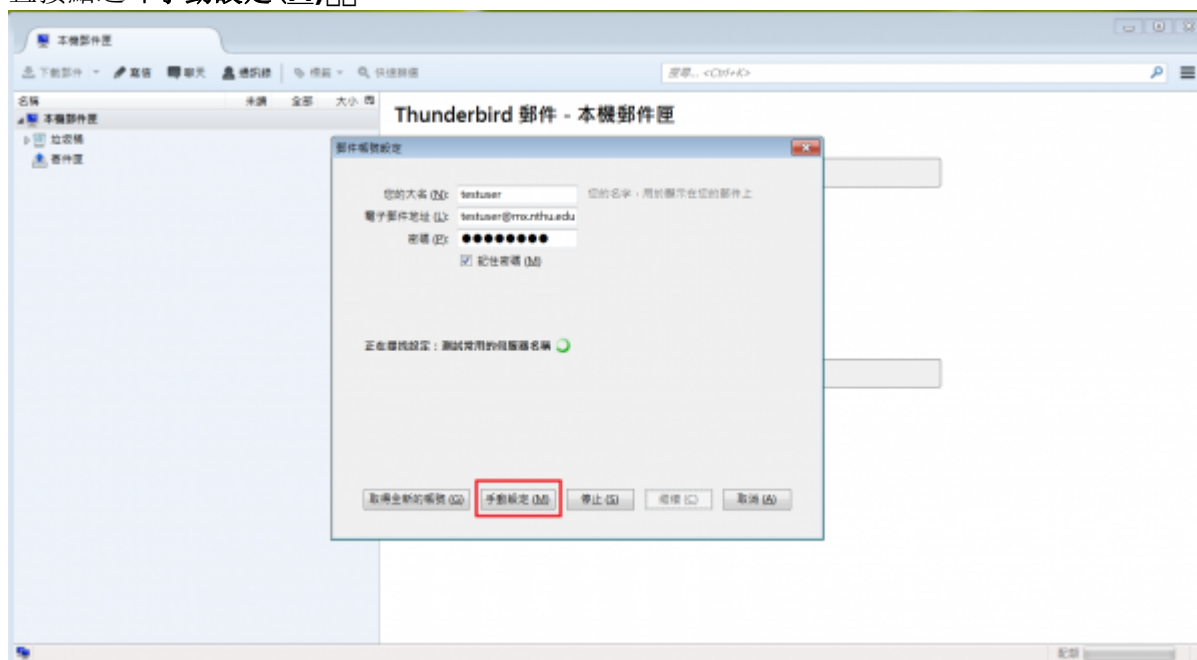 手動設定 (M)
本機郵件匣
下載郵件 寫信 聊天 通訊錄 標籤 快速篩選 搜尋... <Ctrl+K>
名稱 未讀 全部 大小
本機郵件匣
垃圾桶
寄件匣
Thunderbird 郵件 - 本機郵件匣
郵件帳號設定
您的大名 (N): testuser 您的名字，用於顯示在您的郵件上
電子郵件地址 (L): testuser@mx.nthu.edu
密碼 (P): ●●●●●●●●
記住密碼 (M)
正在尋找設定：測試常用的伺服器名稱
取得全新的帳號 (G) 手動設定 (M) 停止 (S) 繼續 (C) 取消 (A)